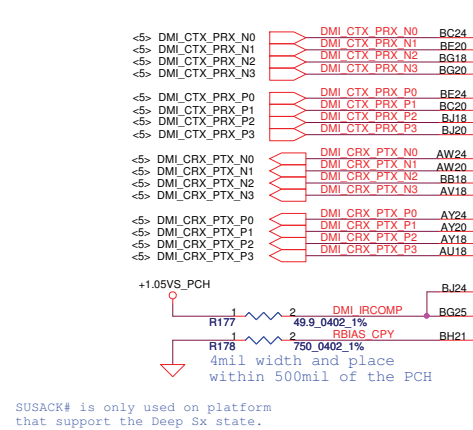 <5> DMI_CTX_PRX_N0 DMI_CTX_PRX_N0 BC24
<5> DMI_CTX_PRX_N1 DMI_CTX_PRX_N1 BE20
<5> DMI_CTX_PRX_N2 DMI_CTX_PRX_N2 BG18
<5> DMI_CTX_PRX_N3 DMI_CTX_PRX_N3 BG20
<5> DMI_CTX_PRX_P0 DMI_CTX_PRX_P0 BE24
<5> DMI_CTX_PRX_P1 DMI_CTX_PRX_P1 BC20
<5> DMI_CTX_PRX_P2 DMI_CTX_PRX_P2 BJ18
<5> DMI_CTX_PRX_P3 DMI_CTX_PRX_P3 BJ20
<5> DMI_CRX_PTX_N0 DMI_CRX_PTX_N0 AW24
<5> DMI_CRX_PTX_N1 DMI_CRX_PTX_N1 AW20
<5> DMI_CRX_PTX_N2 DMI_CRX_PTX_N2 BB18
<5> DMI_CRX_PTX_N3 DMI_CRX_PTX_N3 AV18
<5> DMI_CRX_PTX_P0 DMI_CRX_PTX_P0 AY24
<5> DMI_CRX_PTX_P1 DMI_CRX_PTX_P1 AY20
<5> DMI_CRX_PTX_P2 DMI_CRX_PTX_P2 AY18
<5> DMI_CRX_PTX_P3 DMI_CRX_PTX_P3 AU18
+1.05VS_PCH
BJ24
1 2 DMI_IRCOMP BG25
R177 49.9_0402_1%
1 2 RBIAS_CPY BH21
R178 750_0402_1%
4mil width and place
within 500mil of the PCH
SUSACK# is only used on platform
that support the Deep Sx state.